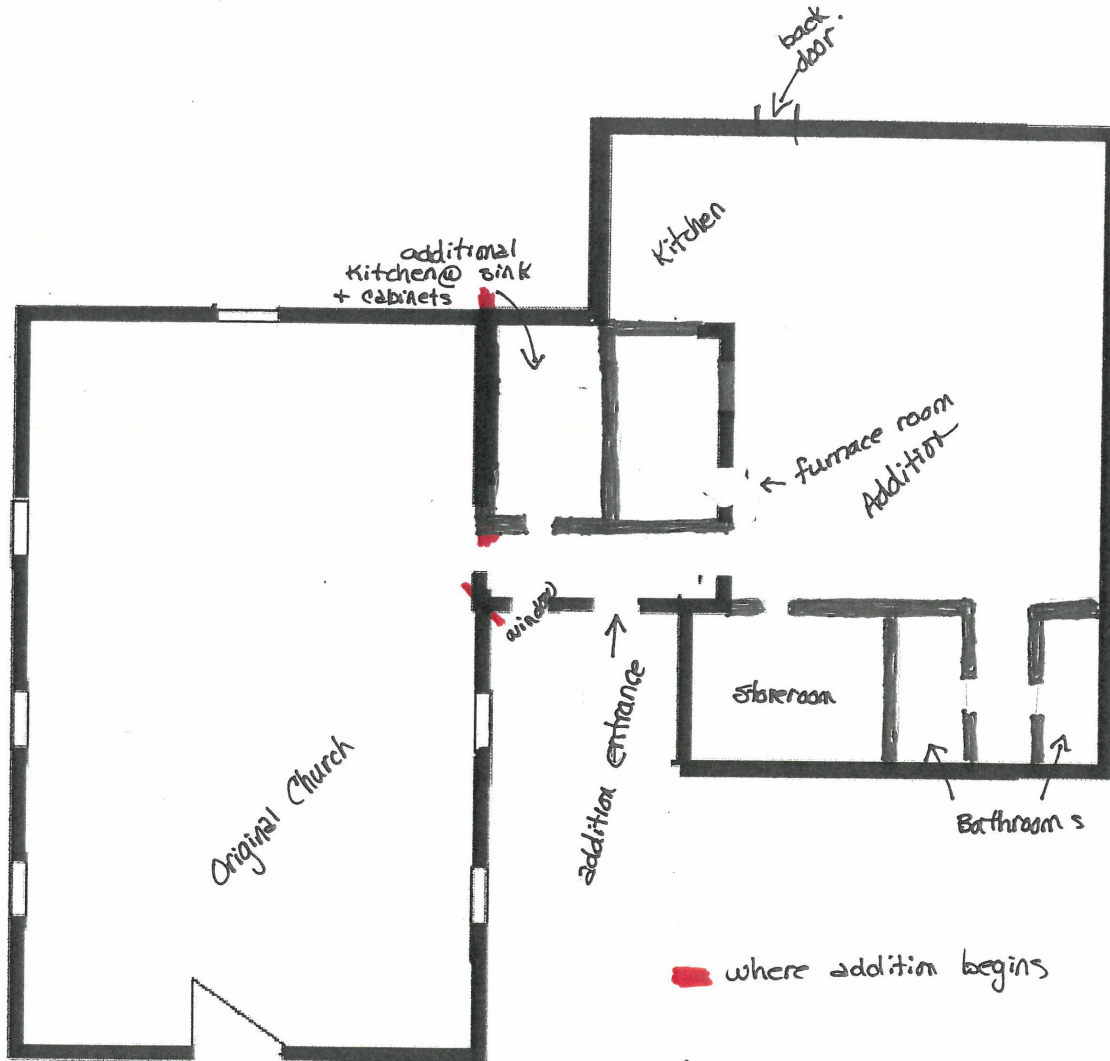 back.
door
Kitchen
additional
Kitchen@ sink
+ cabinets
furnace room
Addition
window
addition entrance
Storeroom
Original Church
Bathrooms
where addition begins